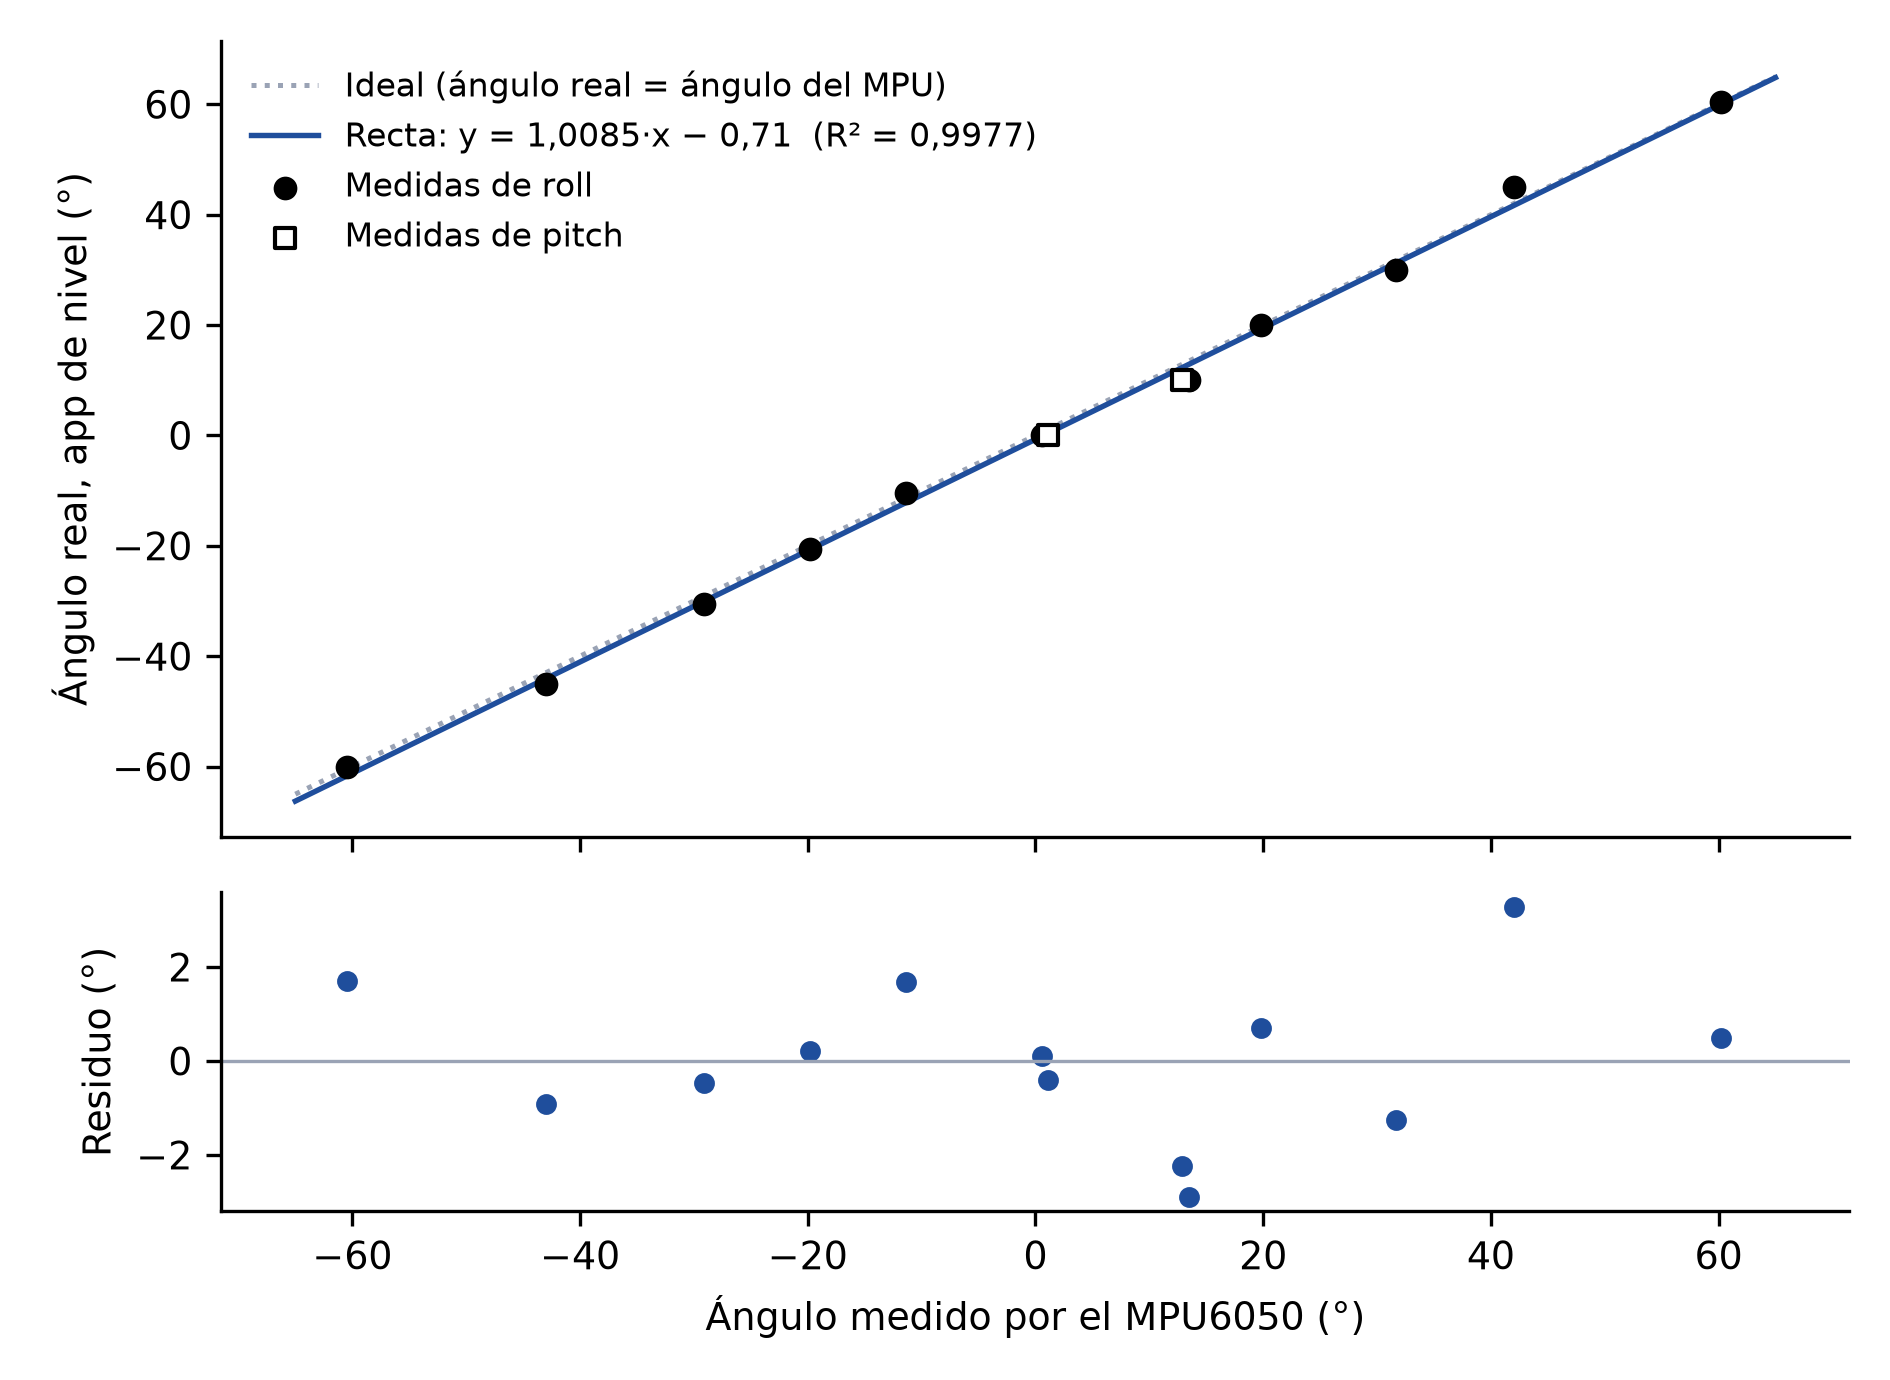 Ideal (ángulo real = ángulo del MPU)
Recta: y = 1,0085·x − 0,71  (R² = 0,9977)
Medidas de roll
Medidas de pitch
Ángulo real, app de nivel (°)
60
40
20
0
−20
−40
−60
Residuo (°)
2
0
−2
−60
−40
−20
0
20
40
60
Ángulo medido por el MPU6050 (°)